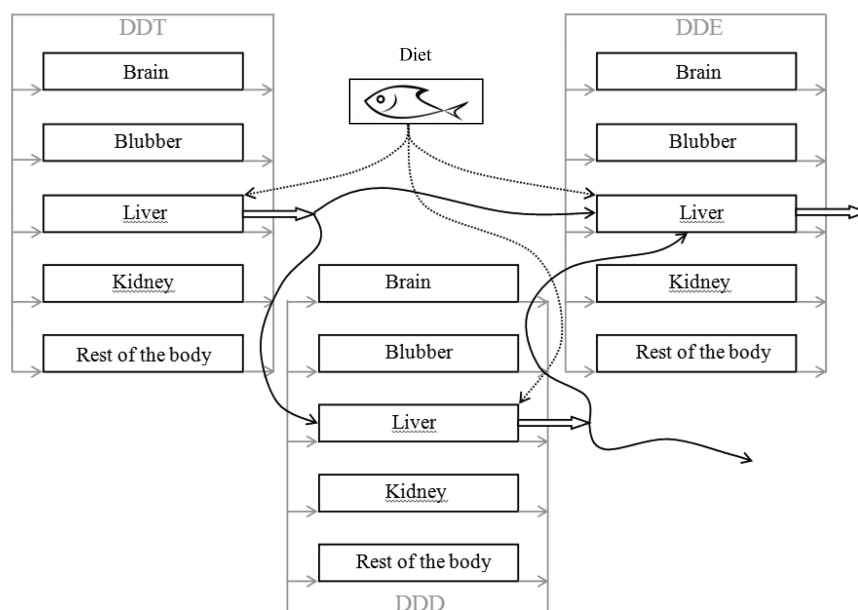 DDT
Brain
Blubber
Liver
Kidney
Rest of the body
Diet
DDE
Brain
Blubber
Liver
Kidney
Rest of the body
Brain
Blubber
Liver
Kidney
Rest of the body
DDD